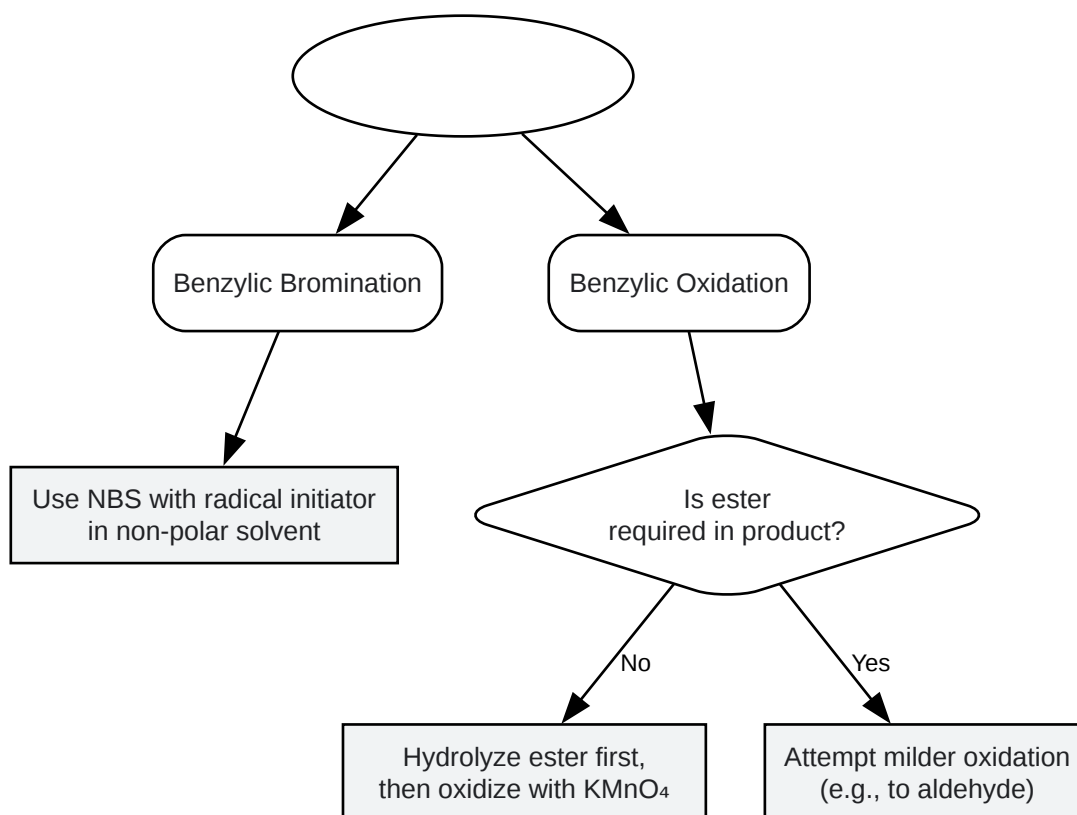 Benzylic Bromination
Benzylic Oxidation
Use NBS with radical initiator
in non-polar solvent
Is ester
required in product?
No
Yes
Hydrolyze ester first,
then oxidize with KMnO₄
Attempt milder oxidation
(e.g., to aldehyde)